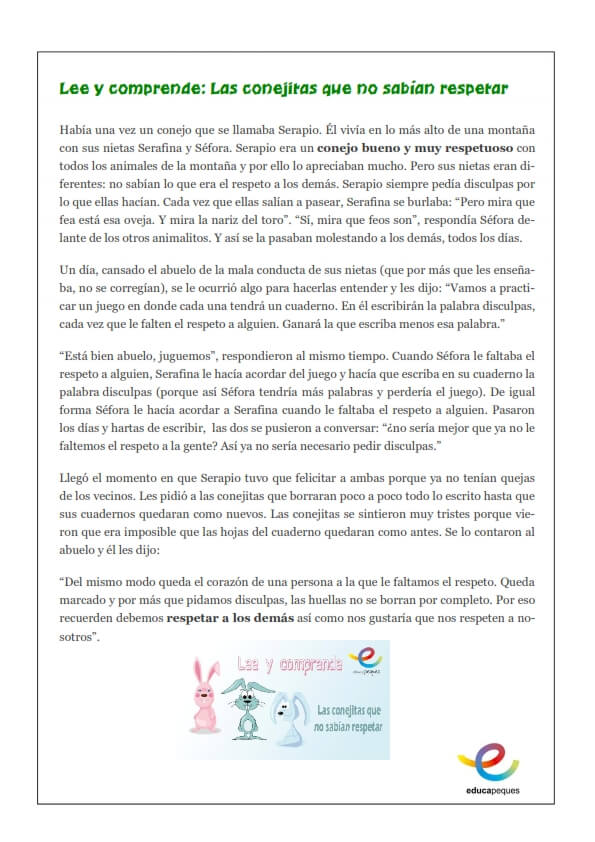 Lee y comprende: Las conejitas que no sabían respetar
Había una vez un conejo que se llamaba Serapio. Él vivía en lo más alto de una montaña
con sus nietas Serafina y Séfora. Serapio era un conejo bueno y muy respetuoso con
todos los animales de la montaña y por ello lo apreciaban mucho. Pero sus nietas eran di-
ferentes: no sabían lo que era el respeto a los demás. Serapio siempre pedía disculpas por
lo que ellas hacían. Cada vez que ellas salían a pasear, Serafina se burlaba: “Pero mira que
fea está esa oveja. Y mira la nariz del toro”. “Sí, mira que feos son”, respondía Séfora de-
lante de los otros animalitos. Y así se la pasaban molestando a los demás, todos los días.
Un día, cansado el abuelo de la mala conducta de sus nietas (que por más que les enseña-
ba, no se corregían), se le ocurrió algo para hacerlas entender y les dijo: “Vamos a practi-
car un juego en donde cada una tendrá un cuaderno. En él escribirán la palabra disculpas,
cada vez que le falten el respeto a alguien. Ganará la que escriba menos esa palabra.”
“Está bien abuelo, juguemos”, respondieron al mismo tiempo. Cuando Séfora le faltaba el
respeto a alguien, Serafina le hacía acordar del juego y hacía que escriba en su cuaderno la
palabra disculpas (porque así Séfora tendría más palabras y perdería el juego). De igual
forma Séfora le hacía acordar a Serafina cuando le faltaba el respeto a alguien. Pasaron
los días y hartas de escribir, las dos se pusieron a conversar: “¿no sería mejor que ya no le
faltemos el respeto a la gente? Así ya no sería necesario pedir disculpas.”
Llegó el momento en que Serapio tuvo que felicitar a ambas porque ya no tenían quejas
de los vecinos. Les pidió a las conejitas que borraran poco a poco todo lo escrito hasta que
sus cuadernos quedaran como nuevos. Las conejitas se sintieron muy tristes porque vie-
ron que era imposible que las hojas del cuaderno quedaran como antes. Se lo contaron al
abuelo y él les dijo:
“Del mismo modo queda el corazón de una persona a la que le faltamos el respeto. Queda
marcado y por más que pidamos disculpas, las huellas no se borran por completo. Por eso
recuerden debemos respetar a los demás así como nos gustaría que nos respeten a no-
sotros”.
Lee y comprende
educapeques
Las conejitas que
no sabían respetar
educapeques